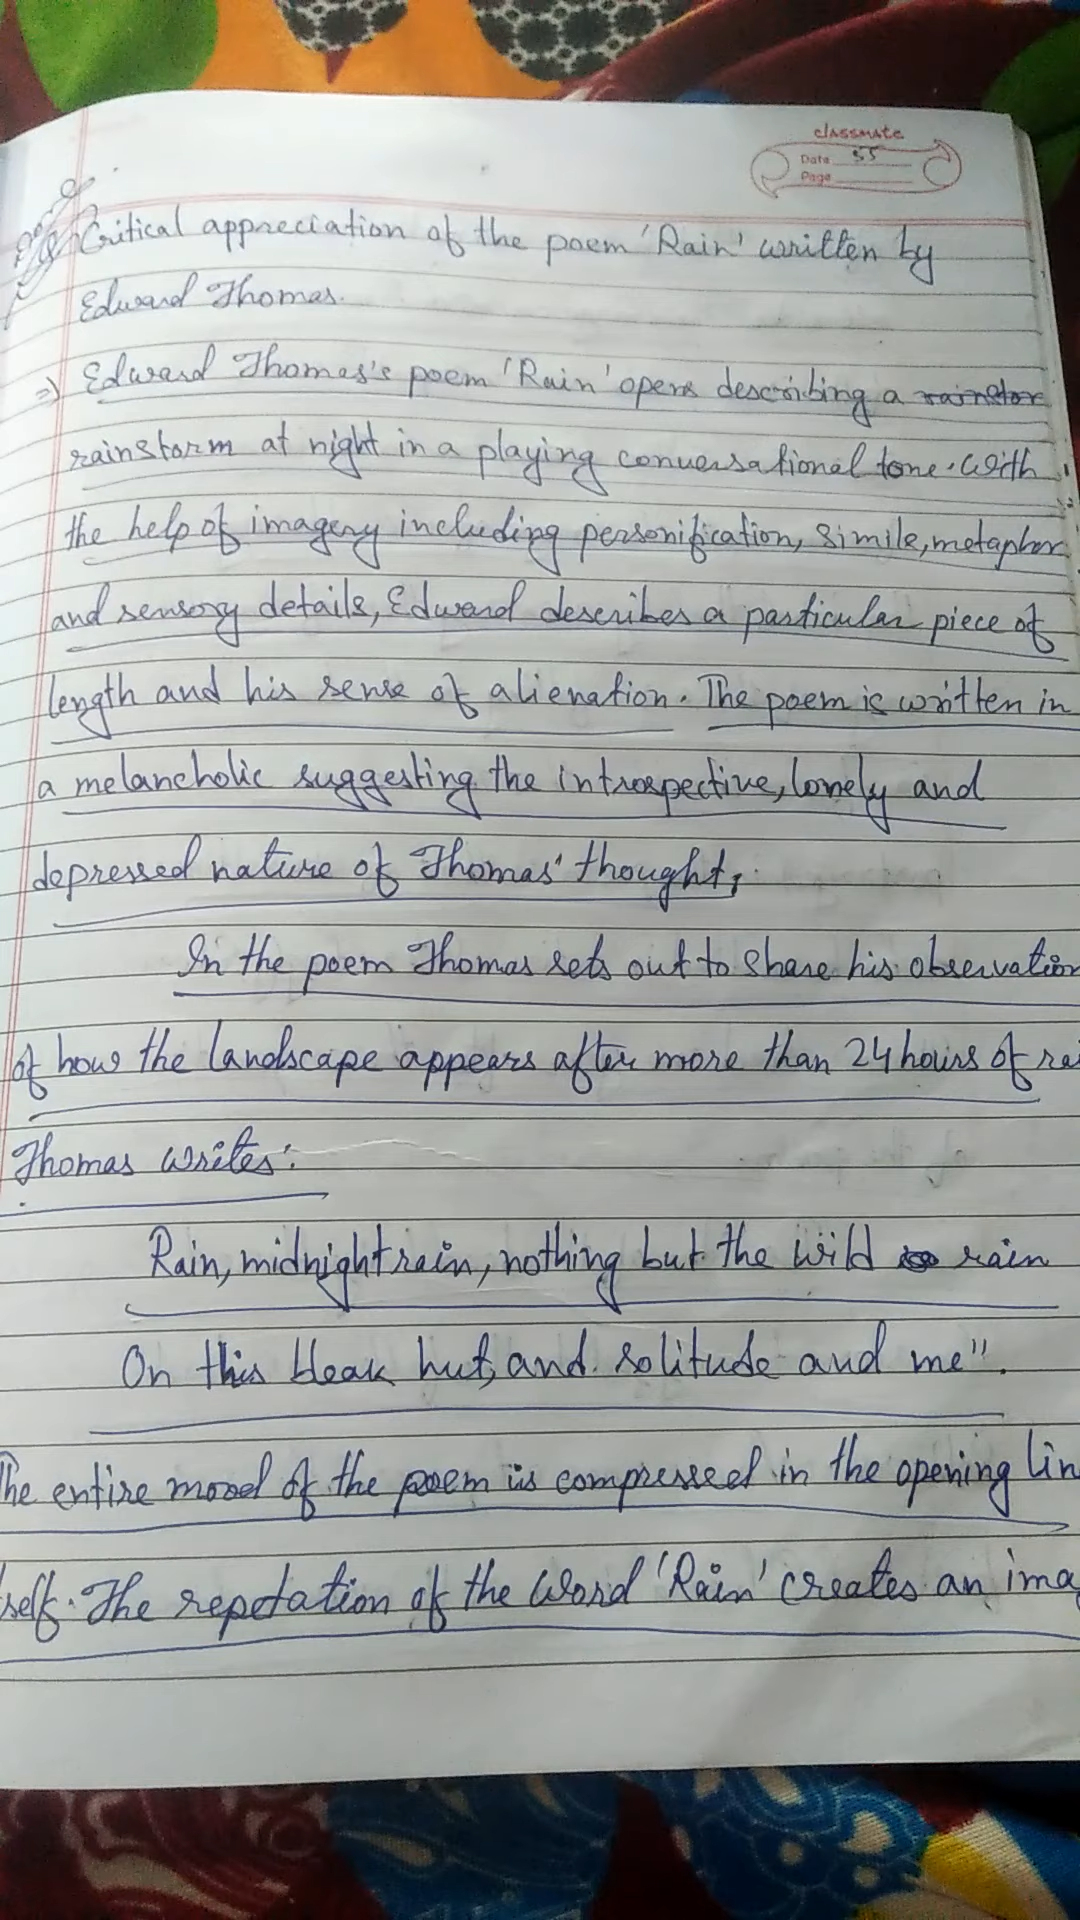 classmate
Date 55
Page
Critical appreciation of the poem 'Rain' written by
Edward Thomas.
⇒ Edward Thomas's poem 'Rain' opens describing a rainstor
rainstorm at night in a playing conversational tone. With
the help of imagery including personification, simile, metaphor
and sensory details, Edward describes a particular piece of
length and his sense of alienation. The poem is written in
a melancholic suggesting the introspective, lonely and
depressed nature of Thomas' thought,
In the poem Thomas sets out to share his observation
of how the landscape appears after more than 24 hours of rai
Thomas writes:
Rain, midnight rain, nothing but the wild rain
On this bleak hut, and solitude and me".
The entire mood of the poem is compressed in the opening lin
self. The repetation of the word 'Rain' creates an ima